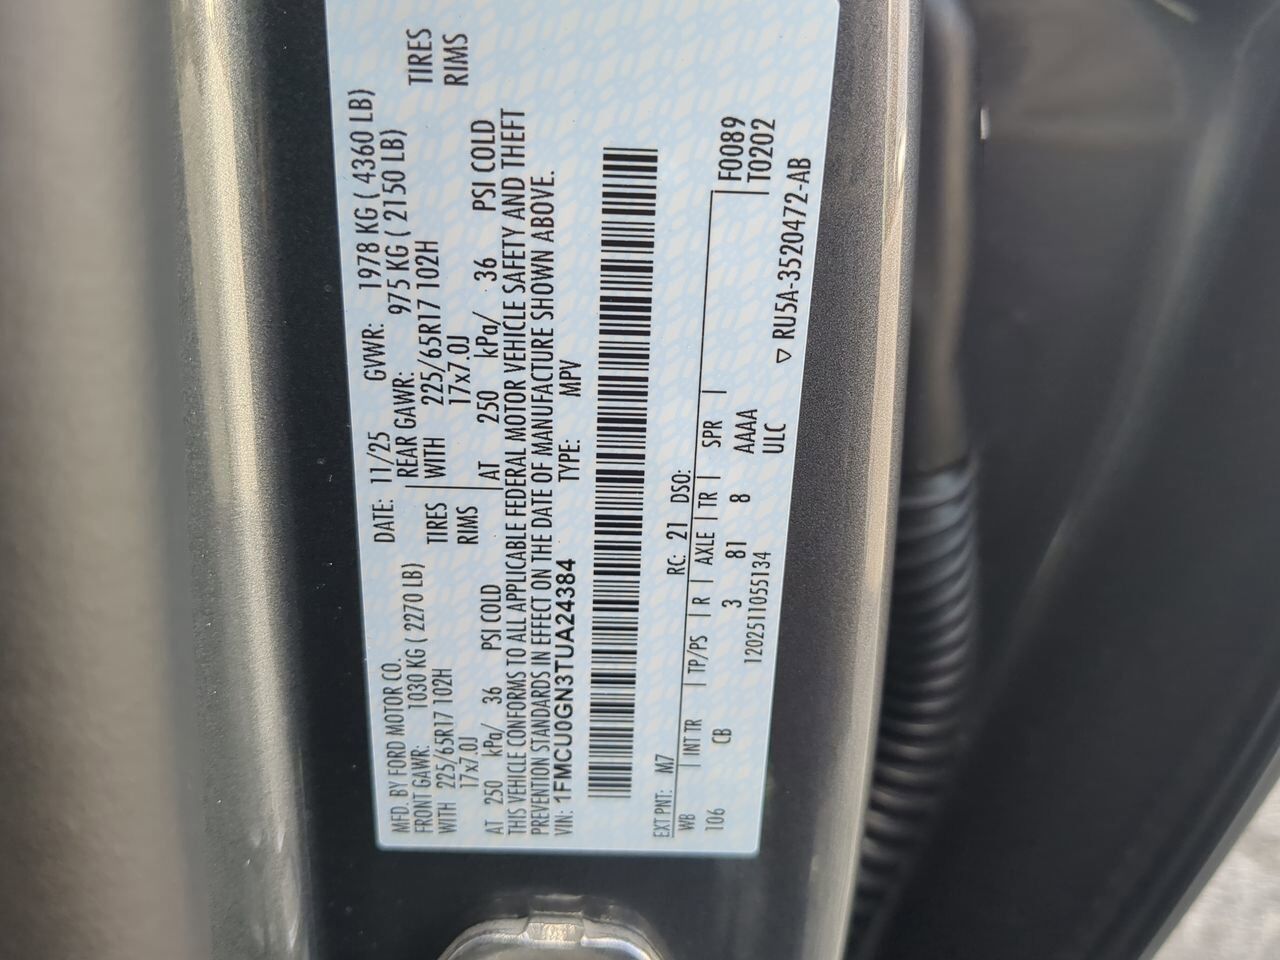 MFD. BY FORD MOTOR CO. DATE: 11/25 GVWR: 1978 KG ( 4360 LB)
FRONT GAWR: 1030 KG ( 2270 LB) REAR GAWR: 975 KG ( 2150 LB)
WITH 225/65R17 102H TIRES WITH 225/65R17 102H TIRES
17x7.0J RIMS 17x7.0J RIMS
AT 250 kPa/ 36 PSI COLD AT 250 kPa/ 36 PSI COLD
THIS VEHICLE CONFORMS TO ALL APPLICABLE FEDERAL MOTOR VEHICLE SAFETY AND THEFT
PREVENTION STANDARDS IN EFFECT ON THE DATE OF MANUFACTURE SHOWN ABOVE.
VIN: 1FMCU0GN3TUA24384 TYPE: MPV
EXT PNT: M7 RC: 21 DSO: F0089
WB INT TR TP/PS R AXLE TR SPR T0202
106 CB 3 81 8 AAAA
1202511055134 ULC
▽ RU5A-3520472-AB